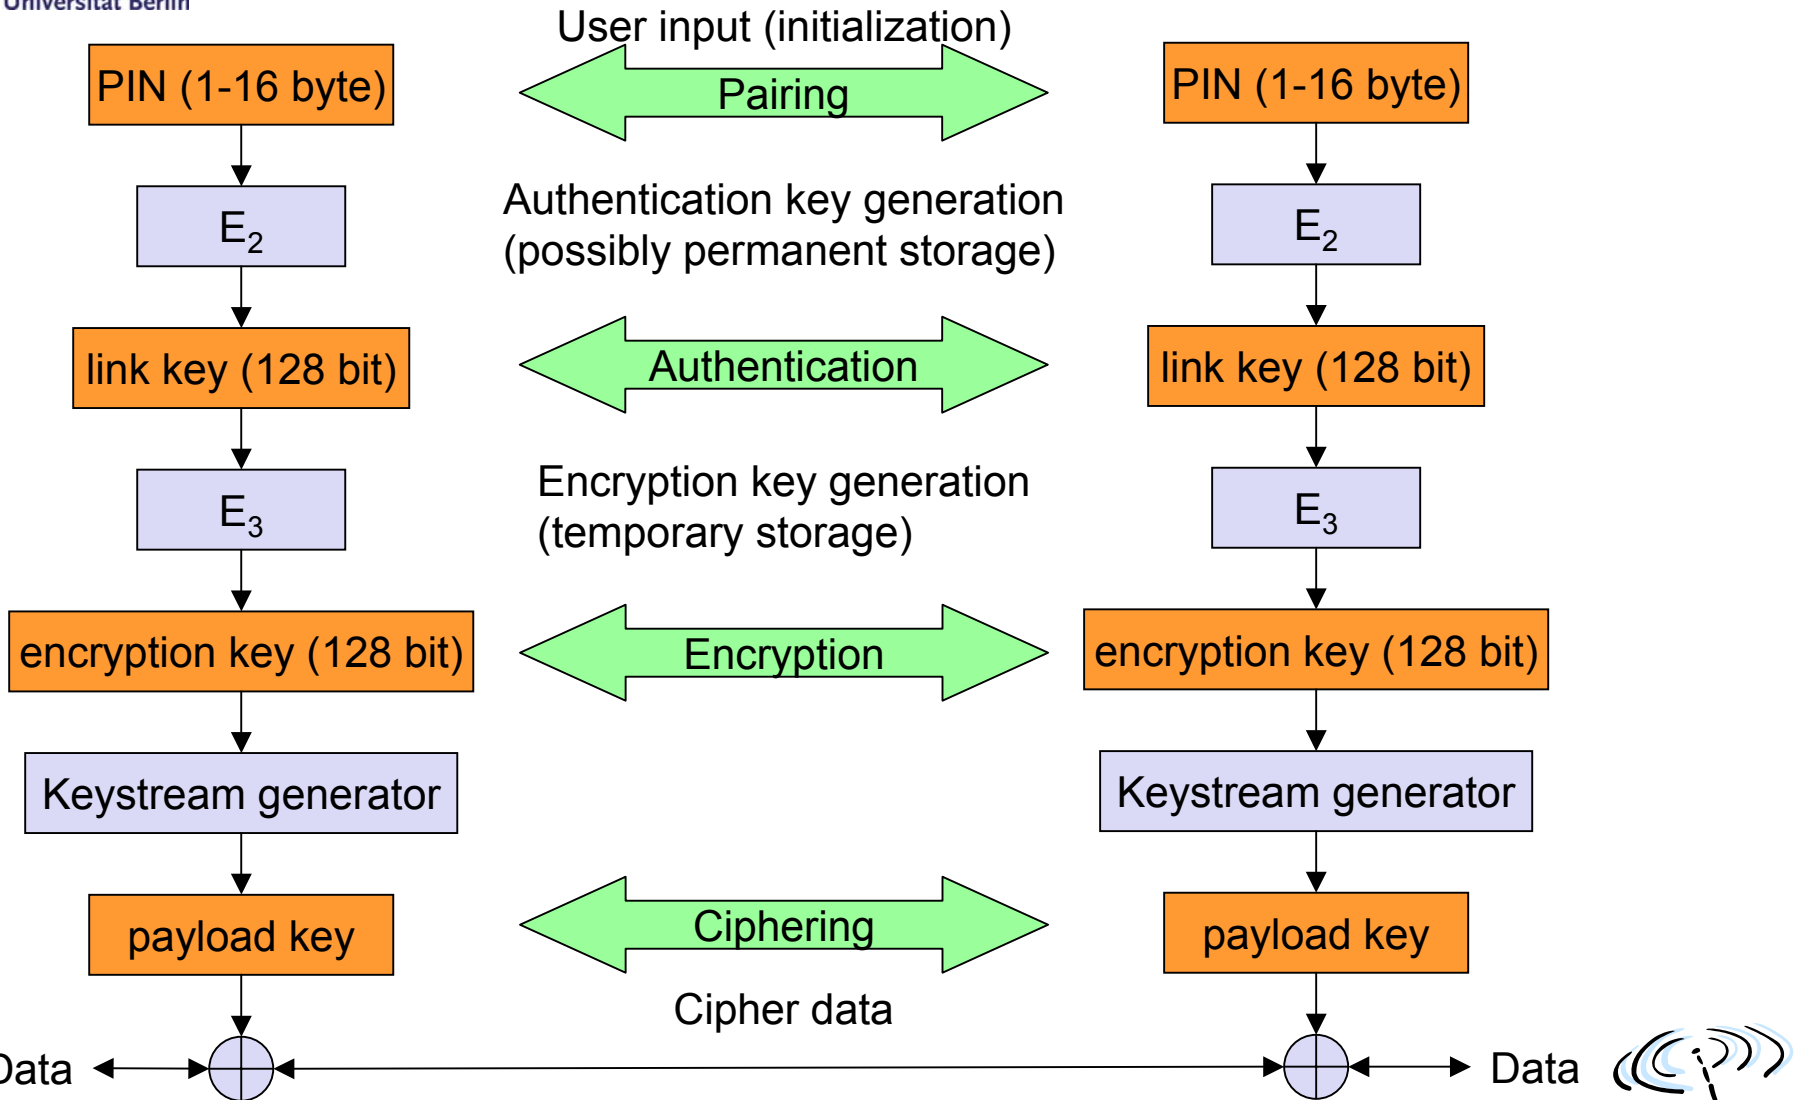 Universität Berlin
User input (initialization)
PIN (1-16 byte)
Pairing
PIN (1-16 byte)
E2
Authentication key generation
(possibly permanent storage)
E2
link key (128 bit)
Authentication
link key (128 bit)
E3
Encryption key generation
(temporary storage)
E3
encryption key (128 bit)
Encryption
encryption key (128 bit)
Keystream generator
Keystream generator
payload key
Ciphering
payload key
Cipher data
Data
Data